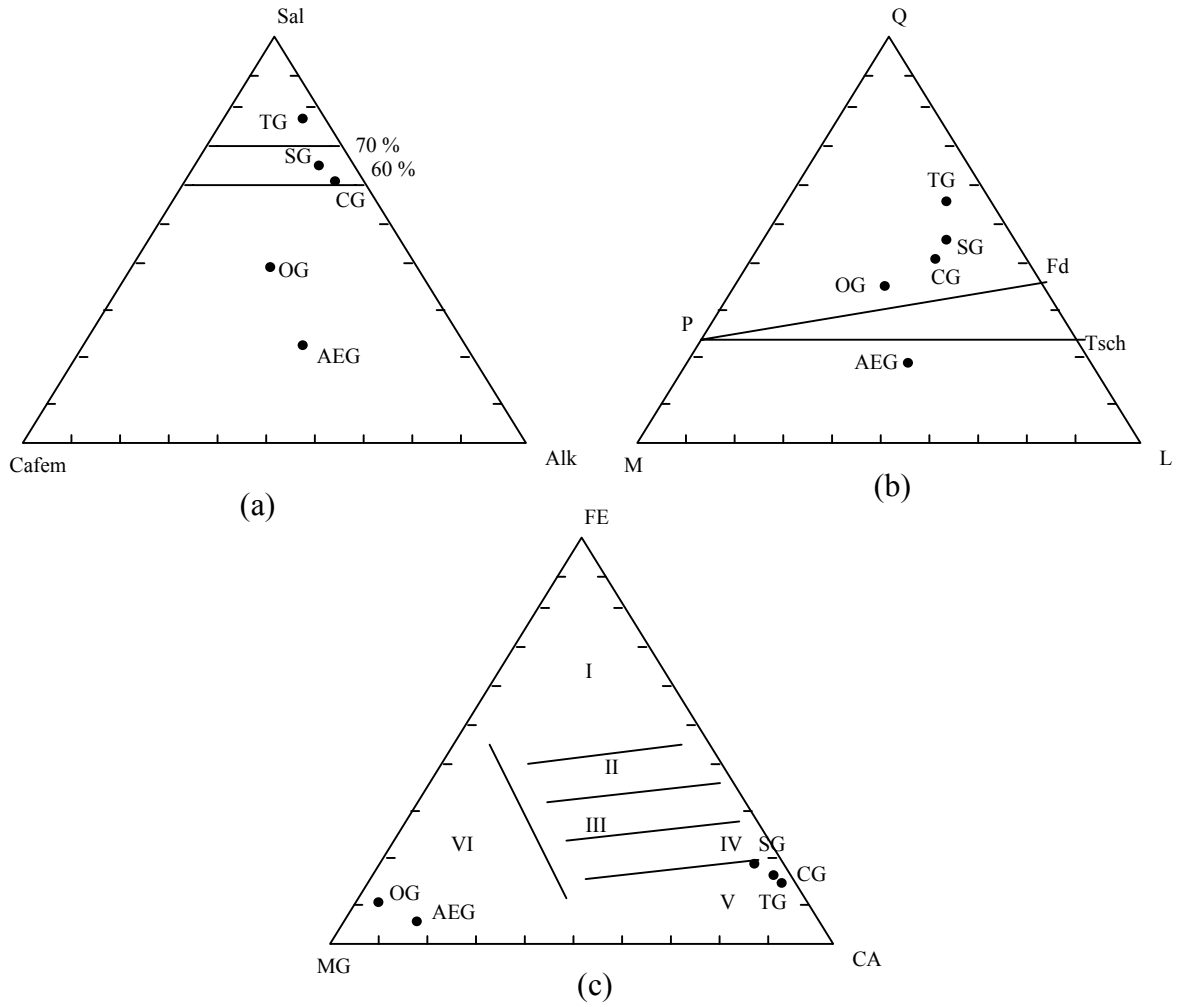 Sal
TG
70 %
SG
60 %
CG
OG
AEG
Cafem
Alk
(a)
Q
TG
SG
CG
OG
Fd
P
Tsch
AEG
M
L
(b)
FE
I
II
III
IV
SG
VI
CG
OG
V
TG
AEG
MG
CA
(c)